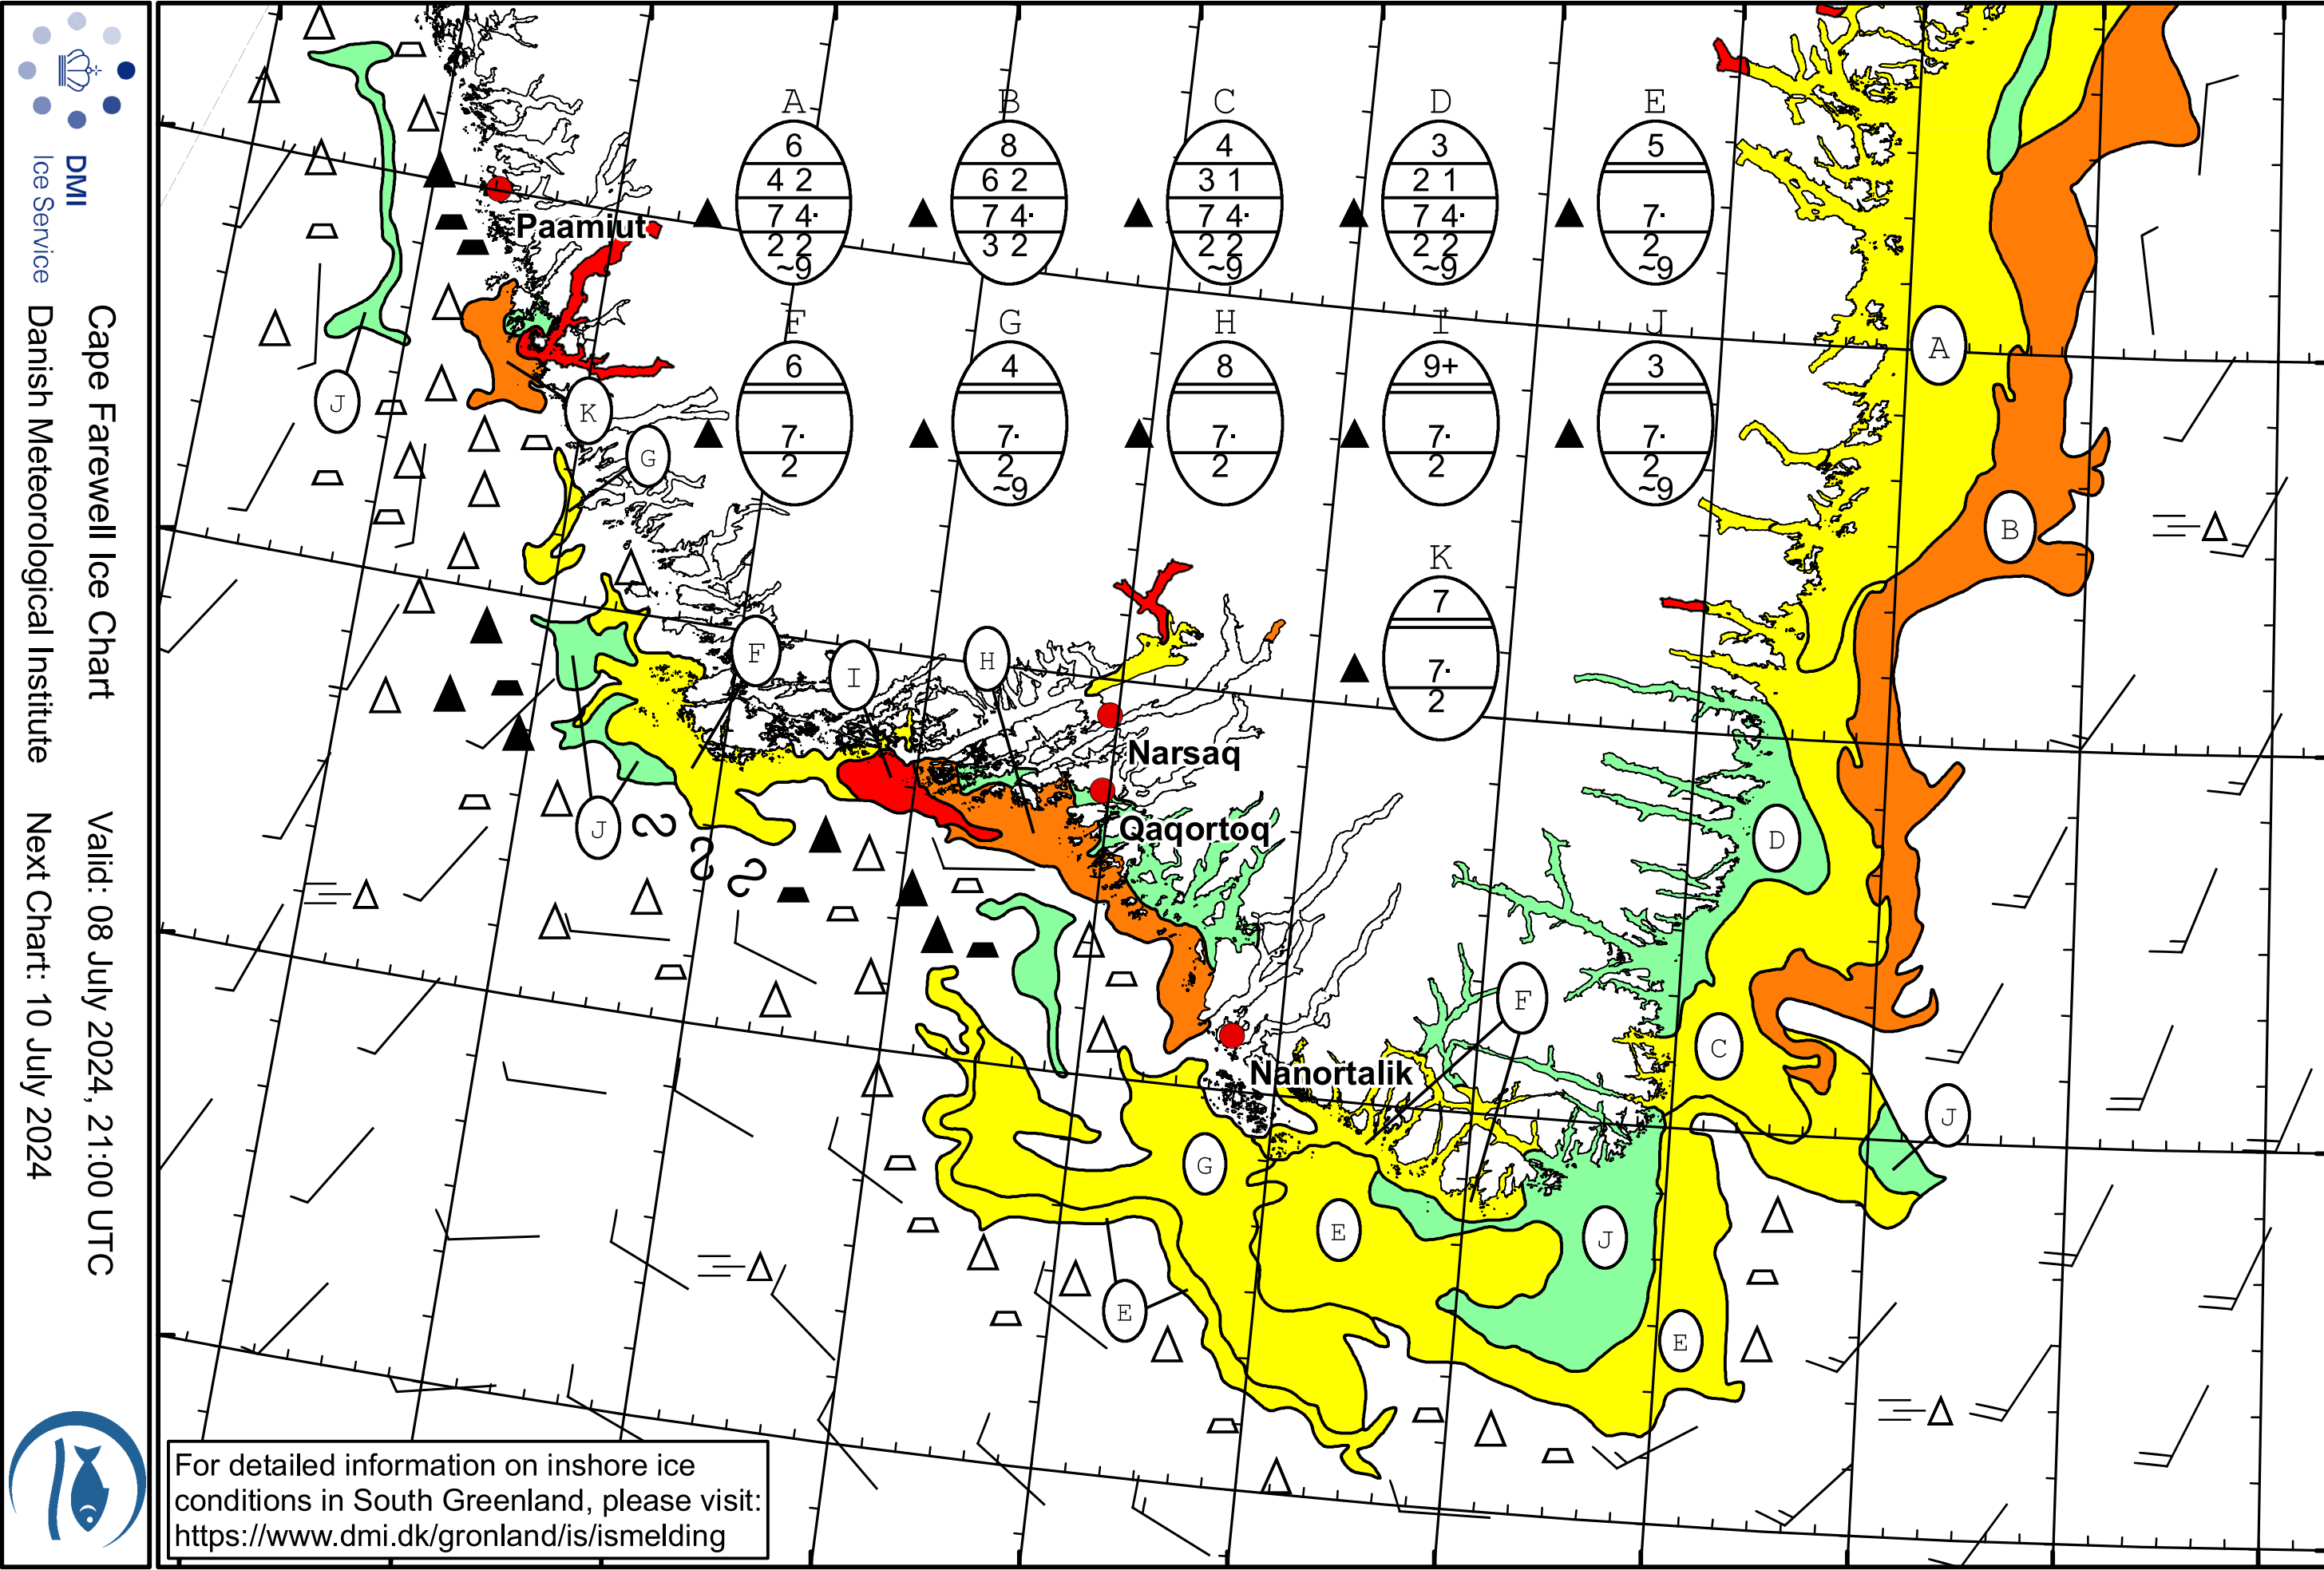 DMI
Ice Service
Cape Farewell Ice Chart
Danish Meteorological Institute
Valid: 08 July 2024, 21:00 UTC
Next Chart: 10 July 2024
A
6
4 2
7 4·
2 2
~9
B
8
6 2
7 4·
3 2
C
4
3 1
7 4·
2 2
~9
D
3
2 1
7 4·
2 2
~9
E
5
7·
2
~9
F
6
7·
2
G
4
7·
2
~9
H
8
7·
2
I
9+
7·
2
J
3
7·
2
~9
K
7
7·
2
Paamiut
J
K
G
A
B
F
I
H
Narsaq
J
Qaqortoq
D
F
C
Nanortalik
J
G
E
J
E
E
For detailed information on inshore ice
conditions in South Greenland, please visit:
https://www.dmi.dk/gronland/is/ismelding